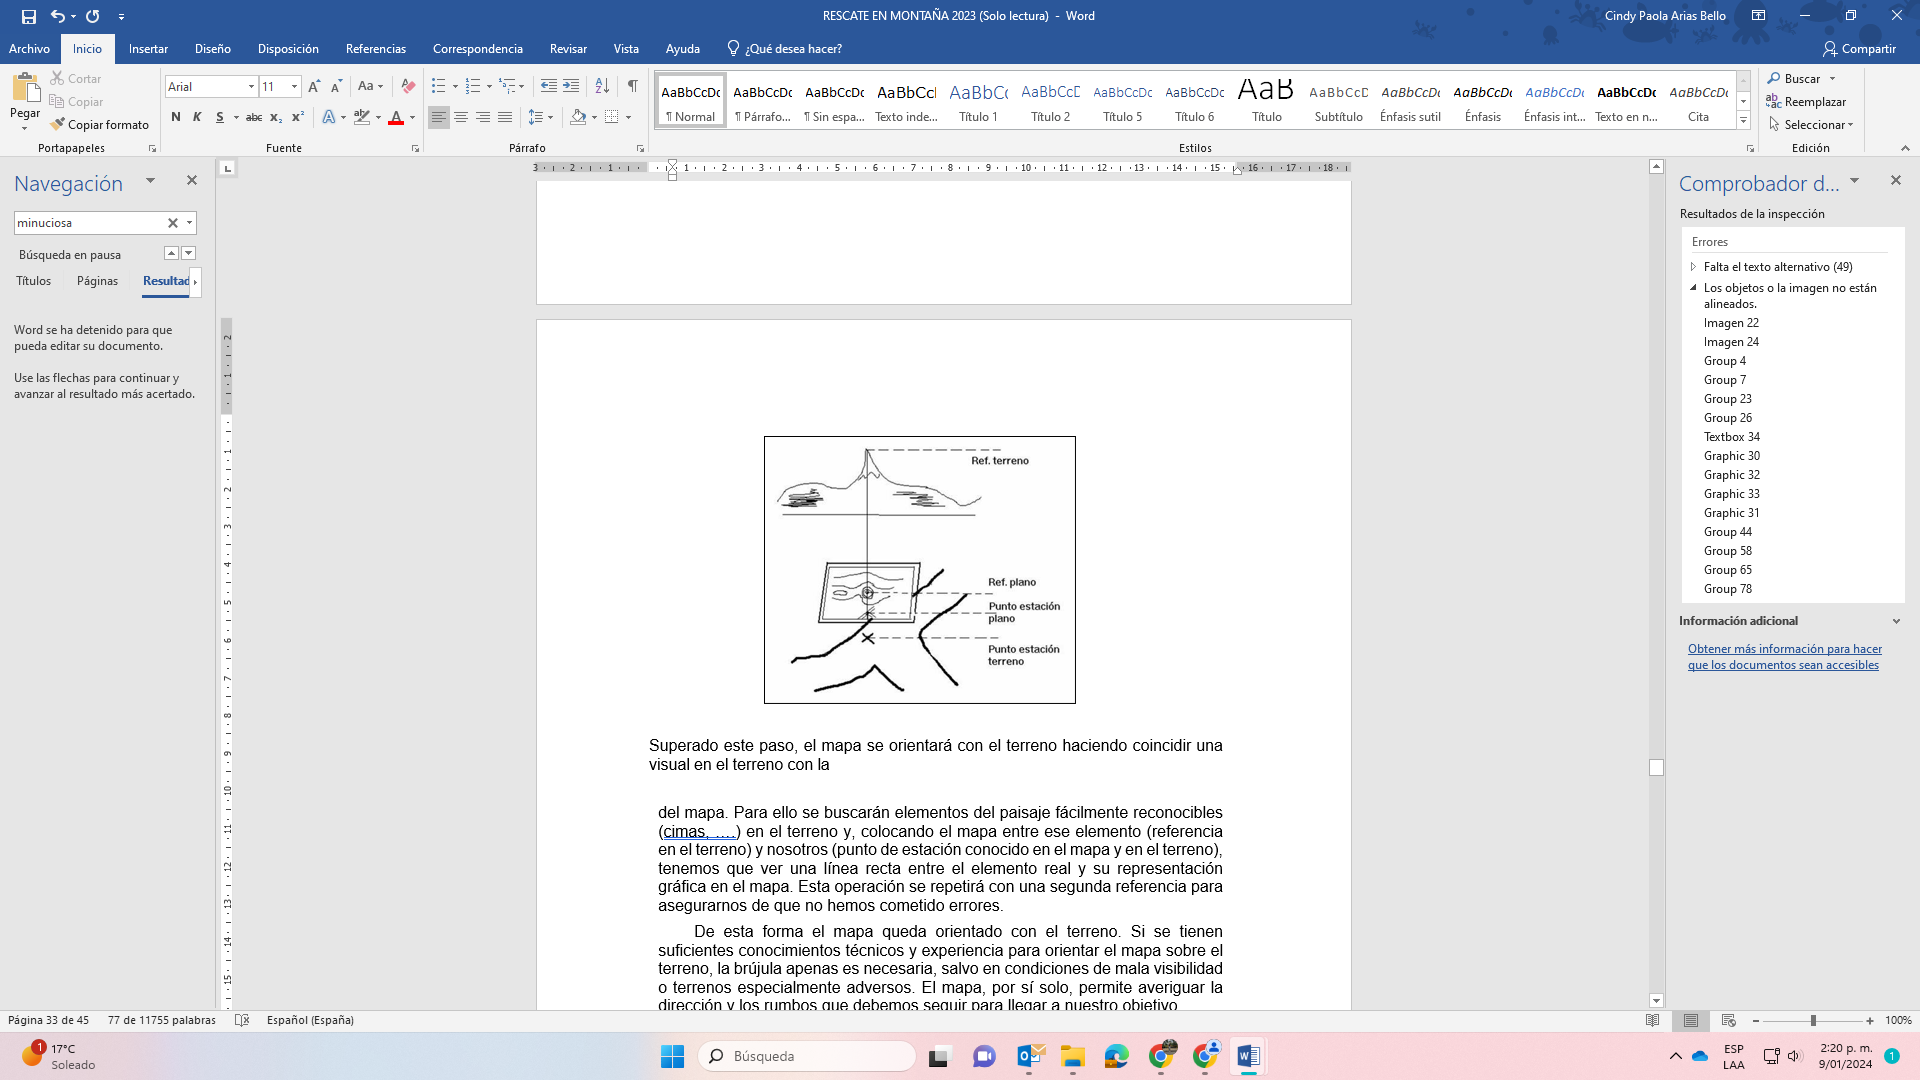 RESCATE EN MONTAÑA 2023 (Solo lectura) - Word
Cindy Paola Arias Bello
Archivo Inicio Insertar Diseño Disposición Referencias Correspondencia Revisar Vista Ayuda ¿Qué desea hacer? Compartir
Pegar
Cortar
Copiar
Copiar formato
Portapapeles
Arial 11
Fuente
Párrafo
AaBbCcDc AaBbCcDc AaBbCcDc AaBbCcI AaBbCc AaBbCcD AaBbCcDc AaBbCcDc AaB AaBbCcD AaBbCcDc AaBbCcDc AaBbCcDc AaBbCcDc AaBbCcDc
¶ Normal ¶ Párrafo... ¶ Sin espa... Texto inde... Título 1 Título 2 Título 5 Título 6 Título Subtítulo Énfasis sutil Énfasis Énfasis int... Texto en n... Cita
Estilos
Buscar
Reemplazar
Seleccionar
Edición
Navegación
minuciosa
Búsqueda en pausa
Títulos Páginas Resultad
Word se ha detenido para que
pueda editar su documento.
Use las flechas para continuar y
avanzar al resultado más acertado.
Ref. terreno
Ref. plano
Punto estación
plano
Punto estación
terreno
Superado este paso, el mapa se orientará con el terreno haciendo coincidir una
visual en el terreno con la
del mapa. Para ello se buscarán elementos del paisaje fácilmente reconocibles
(cimas, ….) en el terreno y, colocando el mapa entre ese elemento (referencia
en el terreno) y nosotros (punto de estación conocido en el mapa y en el terreno),
tenemos que ver una línea recta entre el elemento real y su representación
gráfica en el mapa. Esta operación se repetirá con una segunda referencia para
asegurarnos de que no hemos cometido errores.
De esta forma el mapa queda orientado con el terreno. Si se tienen
suficientes conocimientos técnicos y experiencia para orientar el mapa sobre el
terreno, la brújula apenas es necesaria, salvo en condiciones de mala visibilidad
o terrenos especialmente adversos. El mapa, por sí solo, permite averiguar la
dirección y los rumbos que debemos seguir para llegar a nuestro objetivo.
Comprobador d...
Resultados de la inspección
Errores
Falta el texto alternativo (49)
Los objetos o la imagen no están
alineados.
Imagen 22
Imagen 24
Group 4
Group 7
Group 23
Group 26
Textbox 34
Graphic 30
Graphic 32
Graphic 33
Graphic 31
Group 44
Group 58
Group 65
Group 78
Información adicional
Obtener más información para hacer
que los documentos sean accesibles
Página 33 de 45 77 de 11755 palabras Español (España) 100%
1
17°C
Soleado
Búsqueda
ESP
LAA
2:20 p. m.
9/01/2024
1